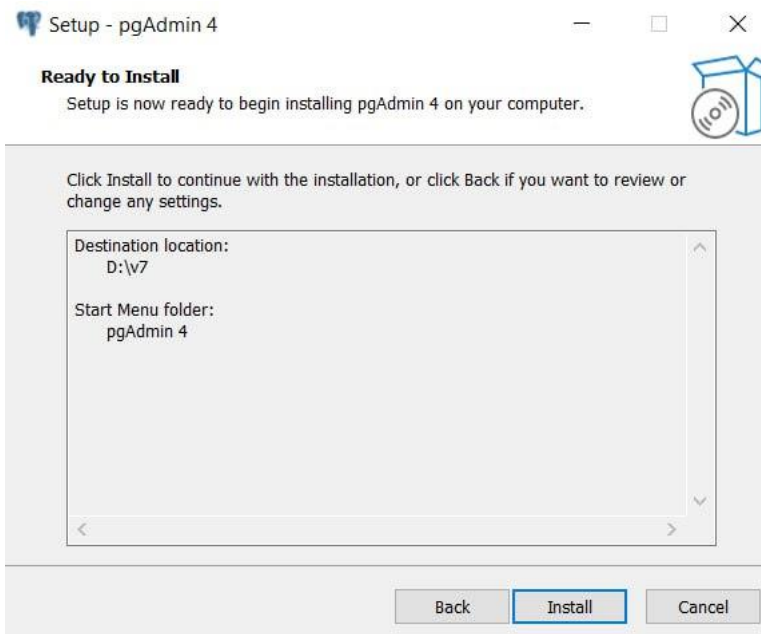 Setup - pgAdmin 4
Ready to Install
Setup is now ready to begin installing pgAdmin 4 on your computer.
Click Install to continue with the installation, or click Back if you want to review or
change any settings.
Destination location:
D:\v7
Start Menu folder:
pgAdmin 4
Back
Install
Cancel